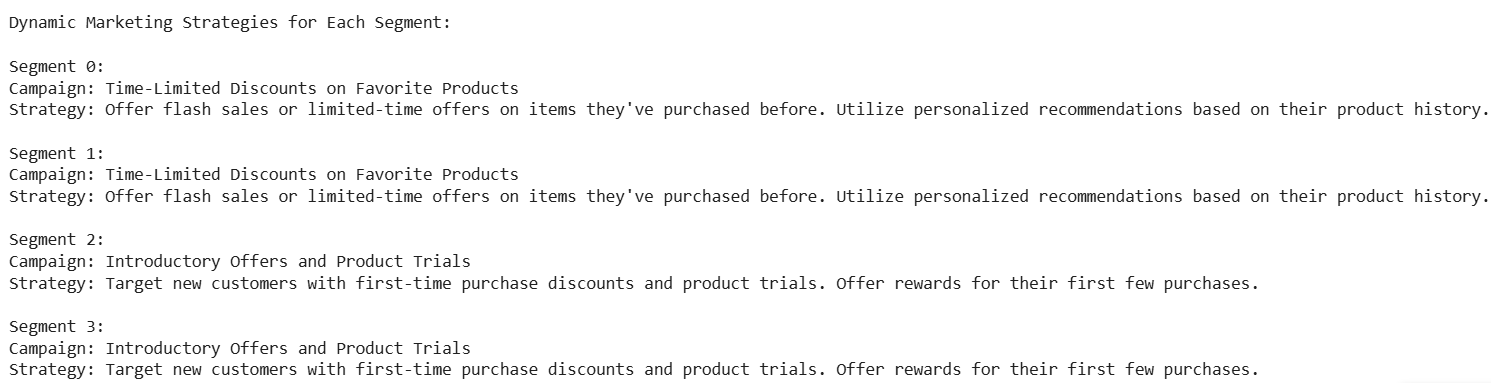 Dynamic Marketing Strategies for Each Segment:
Segment 0:
Campaign: Time-Limited Discounts on Favorite Products
Strategy: Offer flash sales or limited-time offers on items they've purchased before. Utilize personalized recommendations based on their product history.
Segment 1:
Campaign: Time-Limited Discounts on Favorite Products
Strategy: Offer flash sales or limited-time offers on items they've purchased before. Utilize personalized recommendations based on their product history.
Segment 2:
Campaign: Introductory Offers and Product Trials
Strategy: Target new customers with first-time purchase discounts and product trials. Offer rewards for their first few purchases.
Segment 3:
Campaign: Introductory Offers and Product Trials
Strategy: Target new customers with first-time purchase discounts and product trials. Offer rewards for their first few purchases.